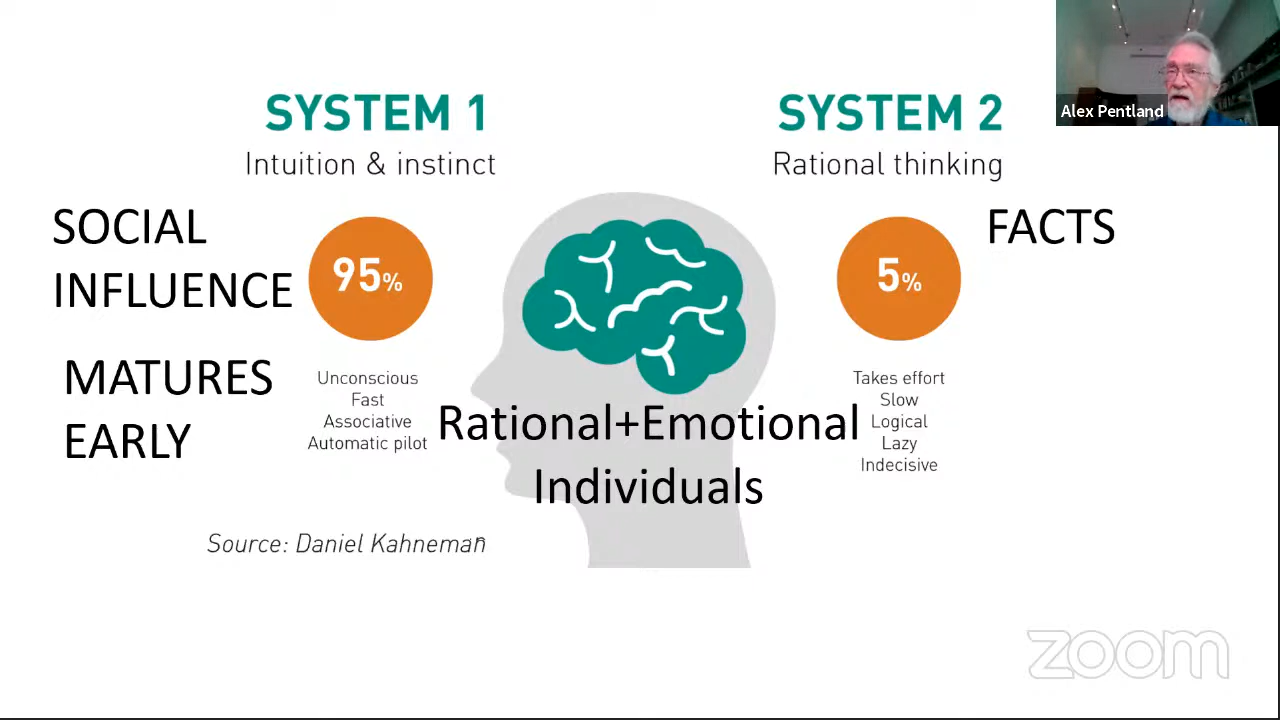 Alex Pentland
SYSTEM 1
Intuition & instinct
SOCIAL
INFLUENCE
95%
MATURES
EARLY
Unconscious
Fast
Associative
Automatic pilot
Rational+Emotional
Individuals
SYSTEM 2
Rational thinking
FACTS
5%
Takes effort
Slow
Logical
Lazy
Indecisive
Source: Daniel Kahneman
zoom